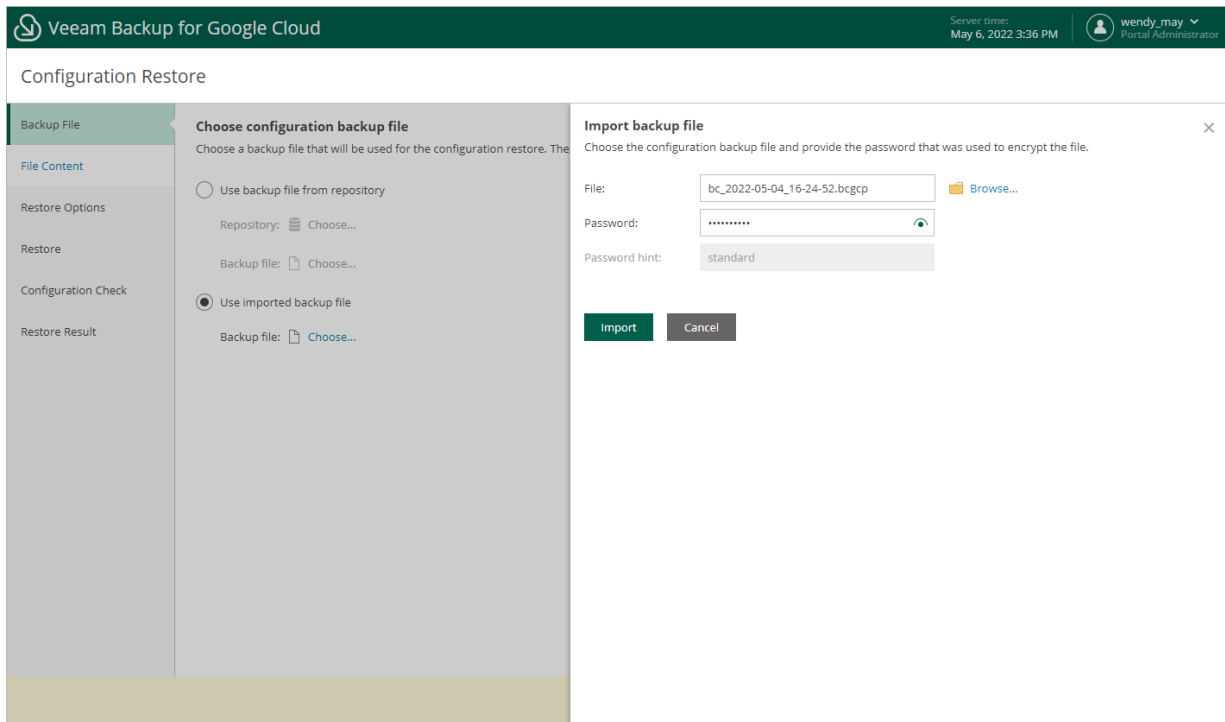 Veeam Backup for Google Cloud
Server time:
May 6, 2022 3:36 PM
wendy_may
Portal Administrator
Configuration Restore
Backup File
File Content
Restore Options
Restore
Configuration Check
Restore Result
Choose configuration backup file
Choose a backup file that will be used for the configuration restore. The
Use backup file from repository
Repository: Choose...
Backup file: Choose...
Use imported backup file
Backup file: Choose...
Import backup file
Choose the configuration backup file and provide the password that was used to encrypt the file.
File: bc_2022-05-04_16-24-52.bcgcp Browse...
Password: ••••••••••
Password hint: standard
Import Cancel